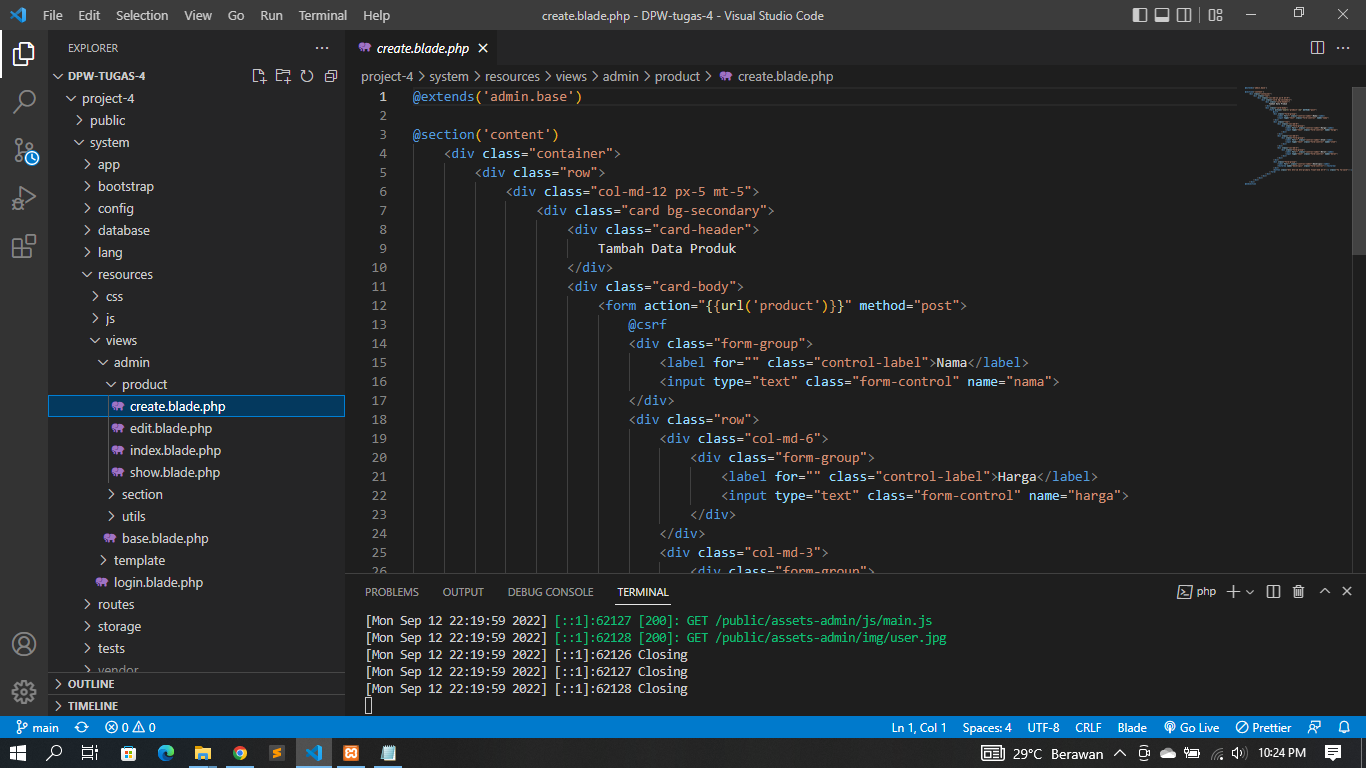 File Edit Selection View Go Run Terminal Help
create.blade.php - DPW-tugas-4 - Visual Studio Code
EXPLORER
DPW-TUGAS-4
project-4
public
system
app
bootstrap
config
database
lang
resources
css
js
views
admin
product
create.blade.php
edit.blade.php
index.blade.php
show.blade.php
section
utils
base.blade.php
template
login.blade.php
routes
storage
tests
vendor
OUTLINE
TIMELINE
create.blade.php
project-4 > system > resources > views > admin > product > create.blade.php
1 @extends('admin.base')
2
3 @section('content')
4 <div class="container">
5 <div class="row">
6 <div class="col-md-12 px-5 mt-5">
7 <div class="card bg-secondary">
8 <div class="card-header">
9 Tambah Data Produk
10 </div>
11 <div class="card-body">
12 <form action="{{url('product')}}" method="post">
13 @csrf
14 <div class="form-group">
15 <label for="" class="control-label">Nama</label>
16 <input type="text" class="form-control" name="nama">
17 </div>
18 <div class="row">
19 <div class="col-md-6">
20 <div class="form-group">
21 <label for="" class="control-label">Harga</label>
22 <input type="text" class="form-control" name="harga">
23 </div>
24 </div>
25 <div class="col-md-3">
26 <div class="form-group">
PROBLEMS OUTPUT DEBUG CONSOLE TERMINAL
php
[Mon Sep 12 22:19:59 2022] [::1]:62127 [200]: GET /public/assets-admin/js/main.js
[Mon Sep 12 22:19:59 2022] [::1]:62128 [200]: GET /public/assets-admin/img/user.jpg
[Mon Sep 12 22:19:59 2022] [::1]:62126 Closing
[Mon Sep 12 22:19:59 2022] [::1]:62127 Closing
[Mon Sep 12 22:19:59 2022] [::1]:62128 Closing
main 0 0 Ln 1, Col 1 Spaces: 4 UTF-8 CRLF Blade Go Live Prettier
29°C Berawan 10:24 PM